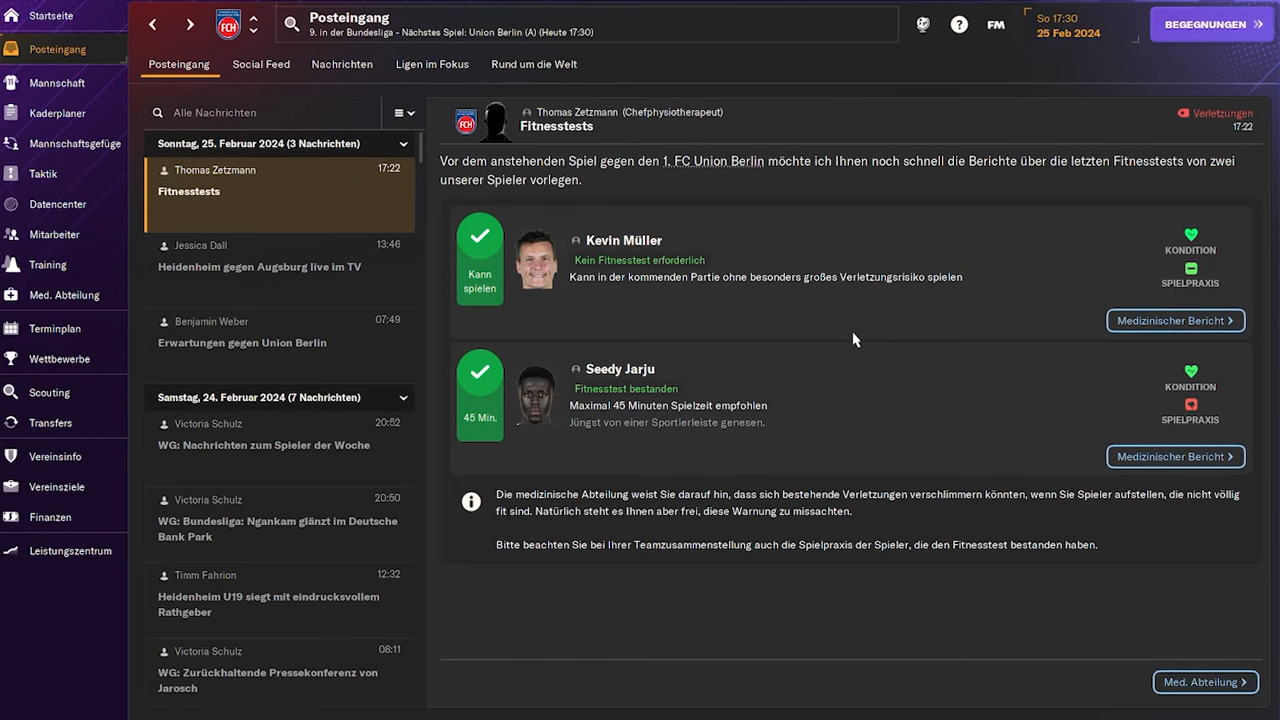 Startseite
Posteingang
Mannschaft
Kaderplaner
Mannschaftsgefüge
Taktik
Datencenter
Mitarbeiter
Training
Med. Abteilung
Terminplan
Wettbewerbe
Scouting
Transfers
Vereinsinfo
Vereinsziele
Finanzen
Leistungszentrum
FCH
Posteingang
9. in der Bundesliga - Nächstes Spiel: Union Berlin (A) (Heute 17:30)
FM
So 17:30
25 Feb 2024
BEGEGNUNGEN
Posteingang Social Feed Nachrichten Ligen im Fokus Rund um die Welt
Alle Nachrichten
Sonntag, 25. Februar 2024 (3 Nachrichten)
Thomas Zetzmann 17:22
Fitnesstests
Jessica Dall 13:46
Heidenheim gegen Augsburg live im TV
Benjamin Weber 07:49
Erwartungen gegen Union Berlin
Samstag, 24. Februar 2024 (7 Nachrichten)
Victoria Schulz 20:52
WG: Nachrichten zum Spieler der Woche
Victoria Schulz 20:50
WG: Bundesliga: Ngankam glänzt im Deutsche
Bank Park
Timm Fahrion 12:32
Heidenheim U19 siegt mit eindrucksvollem
Rathgeber
Victoria Schulz 08:11
WG: Zurückhaltende Pressekonferenz von
Jarosch
FCH
Thomas Zetzmann (Chefphysiotherapeut)
Fitnesstests
Verletzungen
17:22
Vor dem anstehenden Spiel gegen den 1. FC Union Berlin möchte ich Ihnen noch schnell die Berichte über die letzten Fitnesstests von zwei
unserer Spieler vorlegen.
Kann
spielen
Kevin Müller
Kein Fitnesstest erforderlich
Kann in der kommenden Partie ohne besonders großes Verletzungsrisiko spielen
KONDITION
SPIELPRAXIS
Medizinischer Bericht
45 Min.
Seedy Jarju
Fitnesstest bestanden
Maximal 45 Minuten Spielzeit empfohlen
Jüngst von einer Sportlerleiste genesen.
KONDITION
SPIELPRAXIS
Medizinischer Bericht
Die medizinische Abteilung weist Sie darauf hin, dass sich bestehende Verletzungen verschlimmern könnten, wenn Sie Spieler aufstellen, die nicht völlig
fit sind. Natürlich steht es Ihnen aber frei, diese Warnung zu missachten.
Bitte beachten Sie bei Ihrer Teamzusammenstellung auch die Spielpraxis der Spieler, die den Fitnesstest bestanden haben.
Med. Abteilung